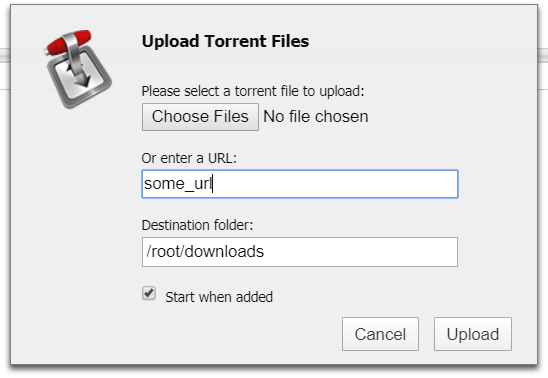 Upload Torrent Files
Please select a torrent file to upload:
Choose Files No file chosen
Or enter a URL:
some_url
Destination folder:
/root/downloads
Start when added
Cancel Upload